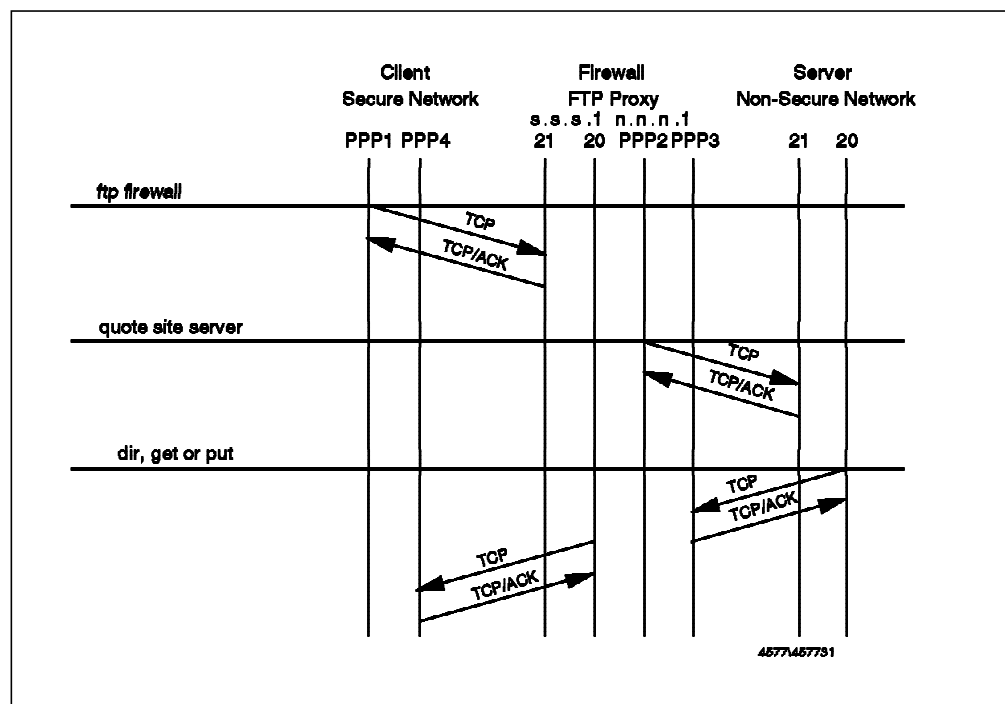 Client Firewall Server
Secure Network FTP Proxy Non-Secure Network
s.s.s.1 n.n.n.1
PPP1 PPP4 21 20 PPP2 PPP3 21 20
ftp firewall
TCP
TCP/ACK
quote site server
TCP
TCP/ACK
dir, get or put
TCP
TCP/ACK
TCP
TCP/ACK
4577\457731